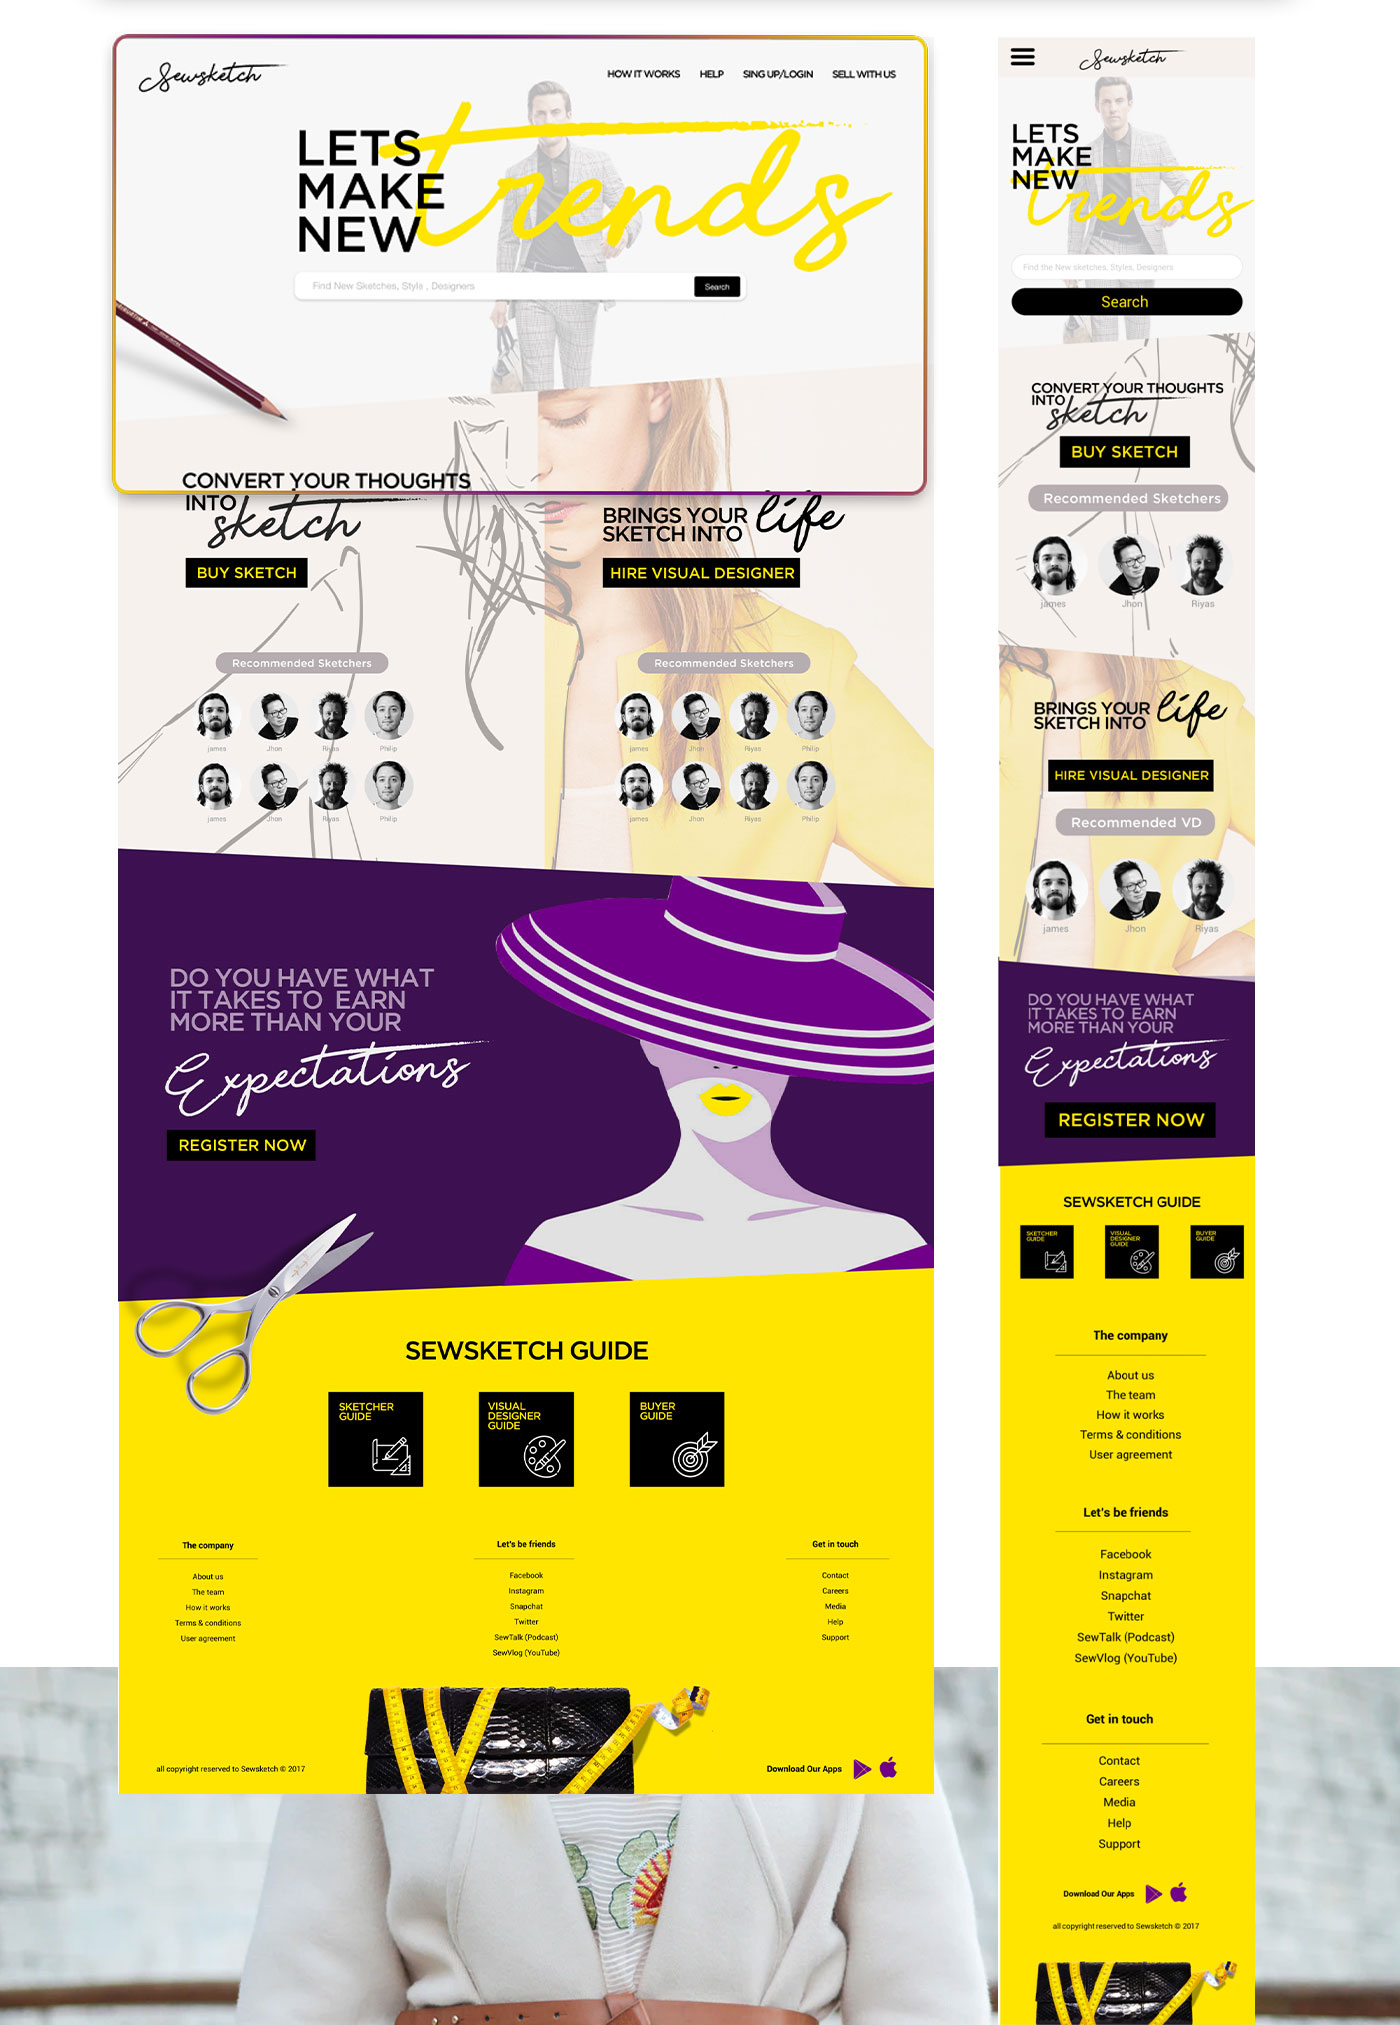 Sewsketch
HOW IT WORKS
HELP
SING UP/LOGIN
SELL WITH US
LETS
MAKE
NEW
trends
Find New Sketches, Style , Designers
Search
CONVERT YOUR THOUGHTS
INTO
sketch
BUY SKETCH
BRINGS YOUR
SKETCH INTO
life
HIRE VISUAL DESIGNER
Recommended Sketchers
james
Jhon
Riyas
Philip
james
Jhon
Riyas
Philip
Recommended Sketchers
james
Jhon
Riyas
Philip
james
Jhon
Riyas
Philip
DO YOU HAVE WHAT
IT TAKES TO EARN
MORE THAN YOUR
Expectations
REGISTER NOW
SEWSKETCH GUIDE
SKETCHER
GUIDE
VISUAL
DESIGNER
GUIDE
BUYER
GUIDE
The company
About us
The team
How it works
Terms & conditions
User agreement
Let's be friends
Facebook
Instagram
Snapchat
Twitter
SewTalk (Podcast)
SewVlog (YouTube)
Get in touch
Contact
Careers
Media
Help
Support
all copyright reserved to Sewsketch © 2017
Download Our Apps
Sewsketch
LETS
MAKE
NEW
trends
Find the New sketches, Styles, Designers
Search
CONVERT YOUR THOUGHTS
INTO
sketch
BUY SKETCH
Recommended Sketchers
james
Jhon
Riyas
BRINGS YOUR
SKETCH INTO
life
HIRE VISUAL DESIGNER
Recommended VD
james
Jhon
Riyas
DO YOU HAVE WHAT
IT TAKES TO EARN
MORE THAN YOUR
Expectations
REGISTER NOW
SEWSKETCH GUIDE
SKETCHER
GUIDE
VISUAL
DESIGNER
GUIDE
BUYER
GUIDE
The company
About us
The team
How it works
Terms & conditions
User agreement
Let's be friends
Facebook
Instagram
Snapchat
Twitter
SewTalk (Podcast)
SewVlog (YouTube)
Get in touch
Contact
Careers
Media
Help
Support
Download Our Apps
all copyright reserved to Sewsketch © 2017